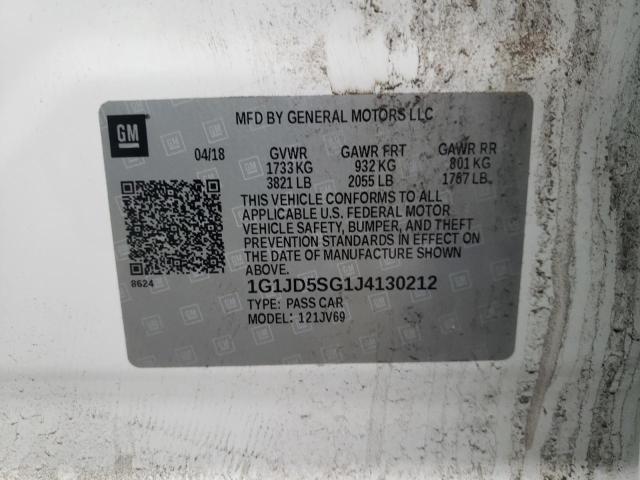 GM
MFD BY GENERAL MOTORS LLC
04/18 GVWR GAWR FRT GAWR RR
1733 KG 932 KG 801 KG
3821 LB 2055 LB 1767 LB
THIS VEHICLE CONFORMS TO ALL
APPLICABLE U.S. FEDERAL MOTOR
VEHICLE SAFETY, BUMPER, AND THEFT
PREVENTION STANDARDS IN EFFECT ON
THE DATE OF MANUFACTURE SHOWN
ABOVE.
8624
1G1JD5SG1J4130212
TYPE: PASS CAR
MODEL: 121JV69